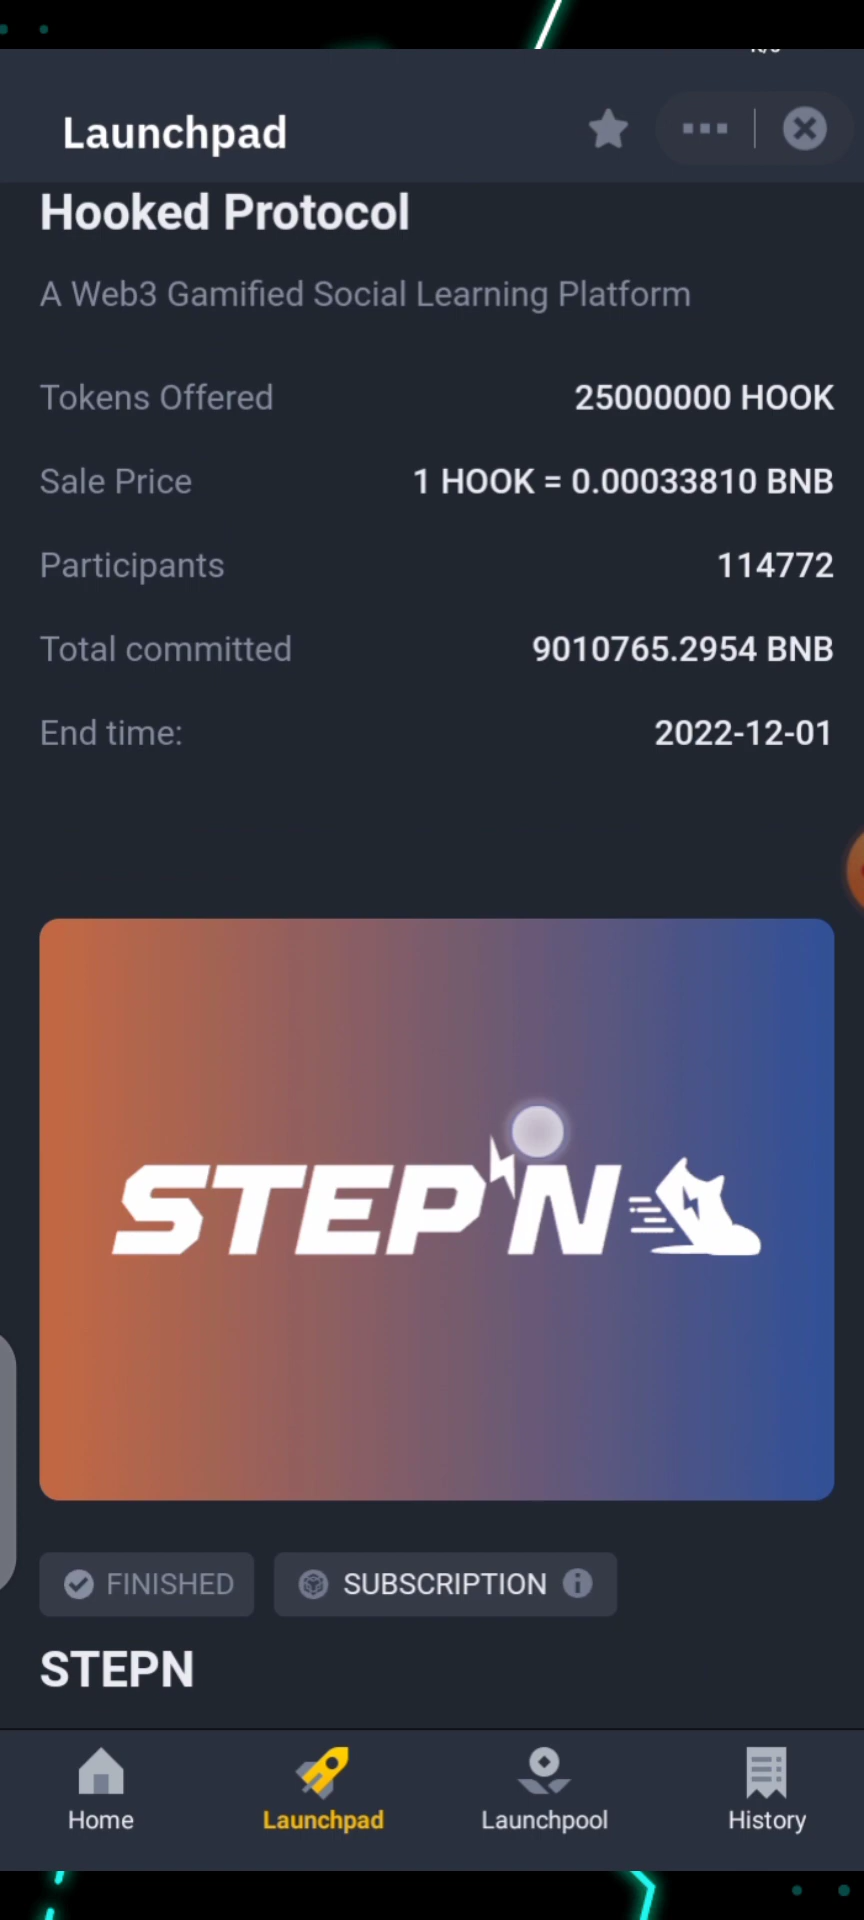 Launchpad
Hooked Protocol
A Web3 Gamified Social Learning Platform
Tokens Offered 25000000 HOOK
Sale Price 1 HOOK = 0.00033810 BNB
Participants 114772
Total committed 9010765.2954 BNB
End time: 2022-12-01
STEP'N
FINISHED SUBSCRIPTION
STEPN
Home Launchpad Launchpool History